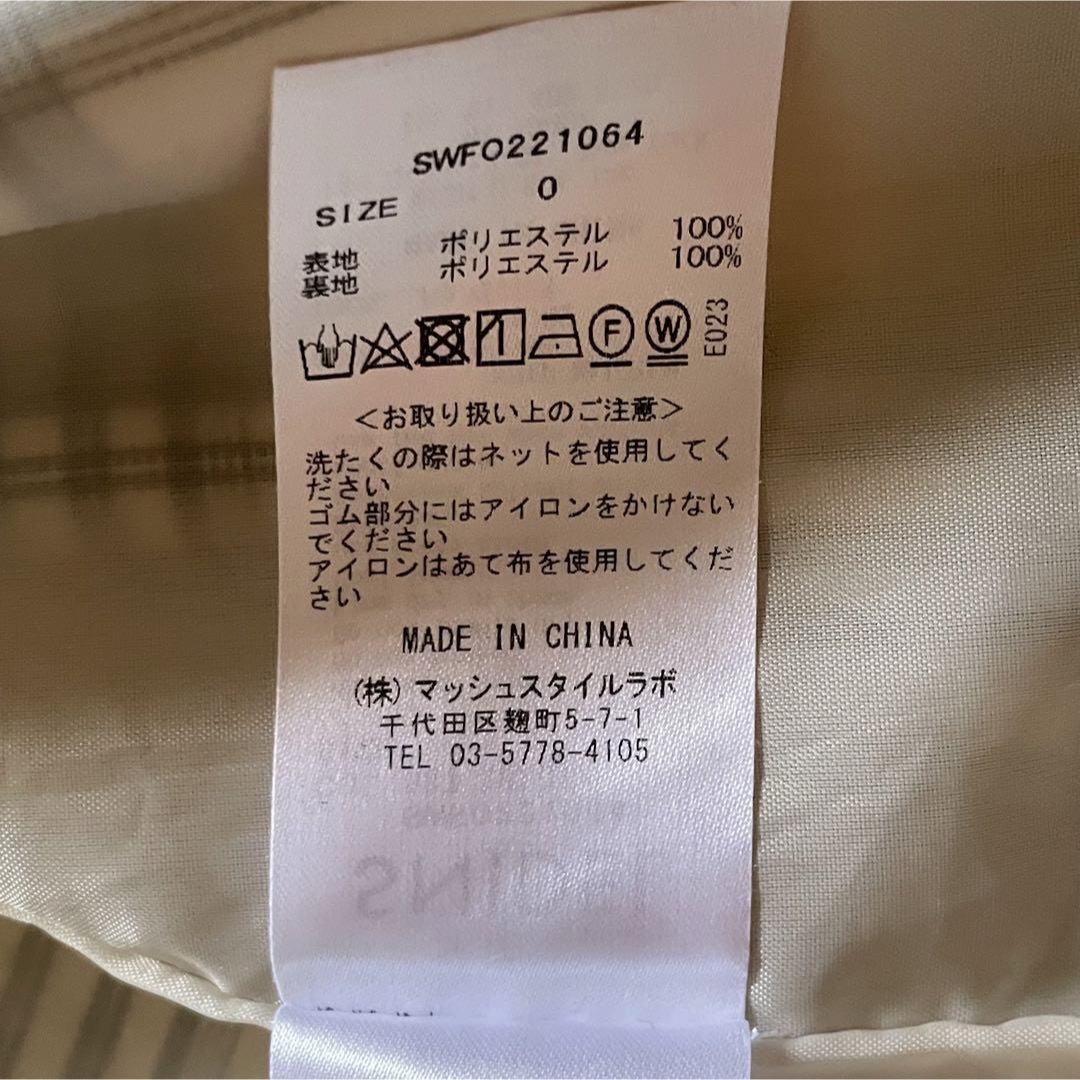 SWFO221064
SIZE 0
表地 ポリエステル 100%
裏地 ポリエステル 100%
F W E023
＜お取り扱い上のご注意＞
洗たくの際はネットを使用してく
ださい
ゴム部分にはアイロンをかけない
でください
アイロンはあて布を使用してくだ
さい
MADE IN CHINA
(株)マッシュスタイルラボ
千代田区麹町5-7-1
TEL 03-5778-4105